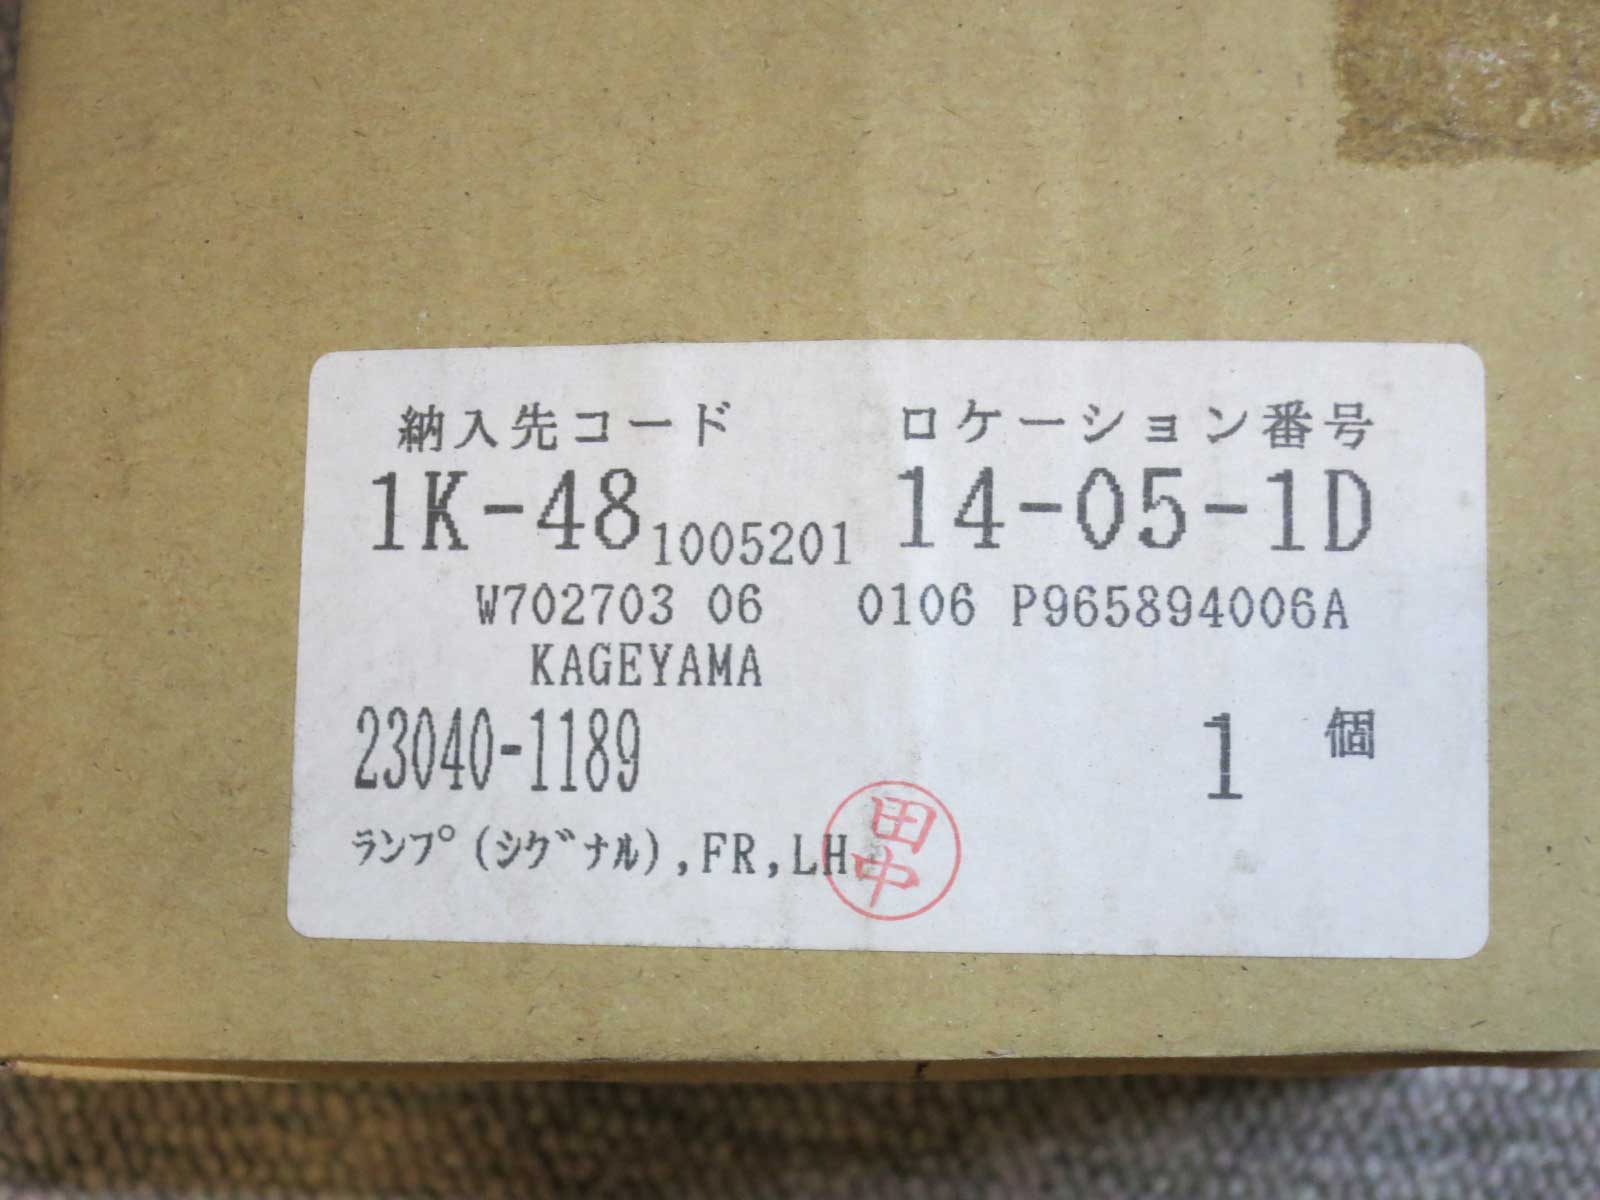 納入先コード ロケーション番号
1K-48 1005201 14-05-1D
W702703 06 0106 P965894006A
KAGEYAMA
23040-1189 1 個
ﾗﾝﾌﾟ(ｼｸﾞﾅﾙ),FR,LH
田中